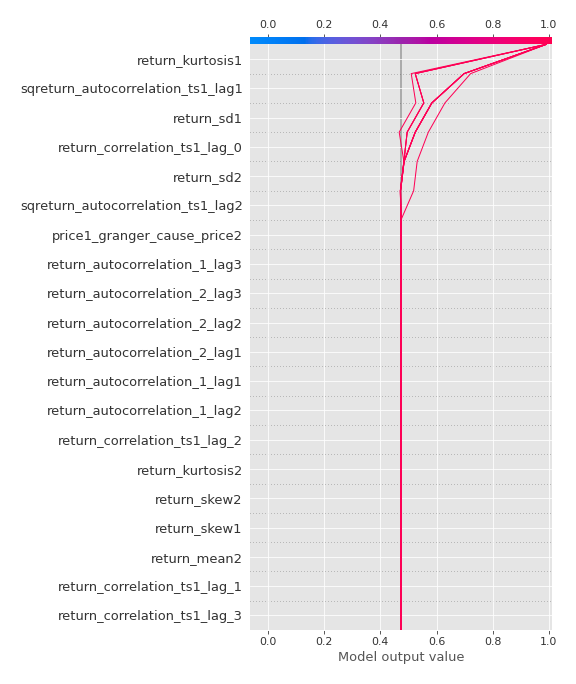 0.0 0.2 0.4 0.6 0.8 1.0
return_kurtosis1
sqreturn_autocorrelation_ts1_lag1
return_sd1
return_correlation_ts1_lag_0
return_sd2
sqreturn_autocorrelation_ts1_lag2
price1_granger_cause_price2
return_autocorrelation_1_lag3
return_autocorrelation_2_lag3
return_autocorrelation_2_lag2
return_autocorrelation_2_lag1
return_autocorrelation_1_lag1
return_autocorrelation_1_lag2
return_correlation_ts1_lag_2
return_kurtosis2
return_skew2
return_skew1
return_mean2
return_correlation_ts1_lag_1
return_correlation_ts1_lag_3
0.0 0.2 0.4 0.6 0.8 1.0
Model output value